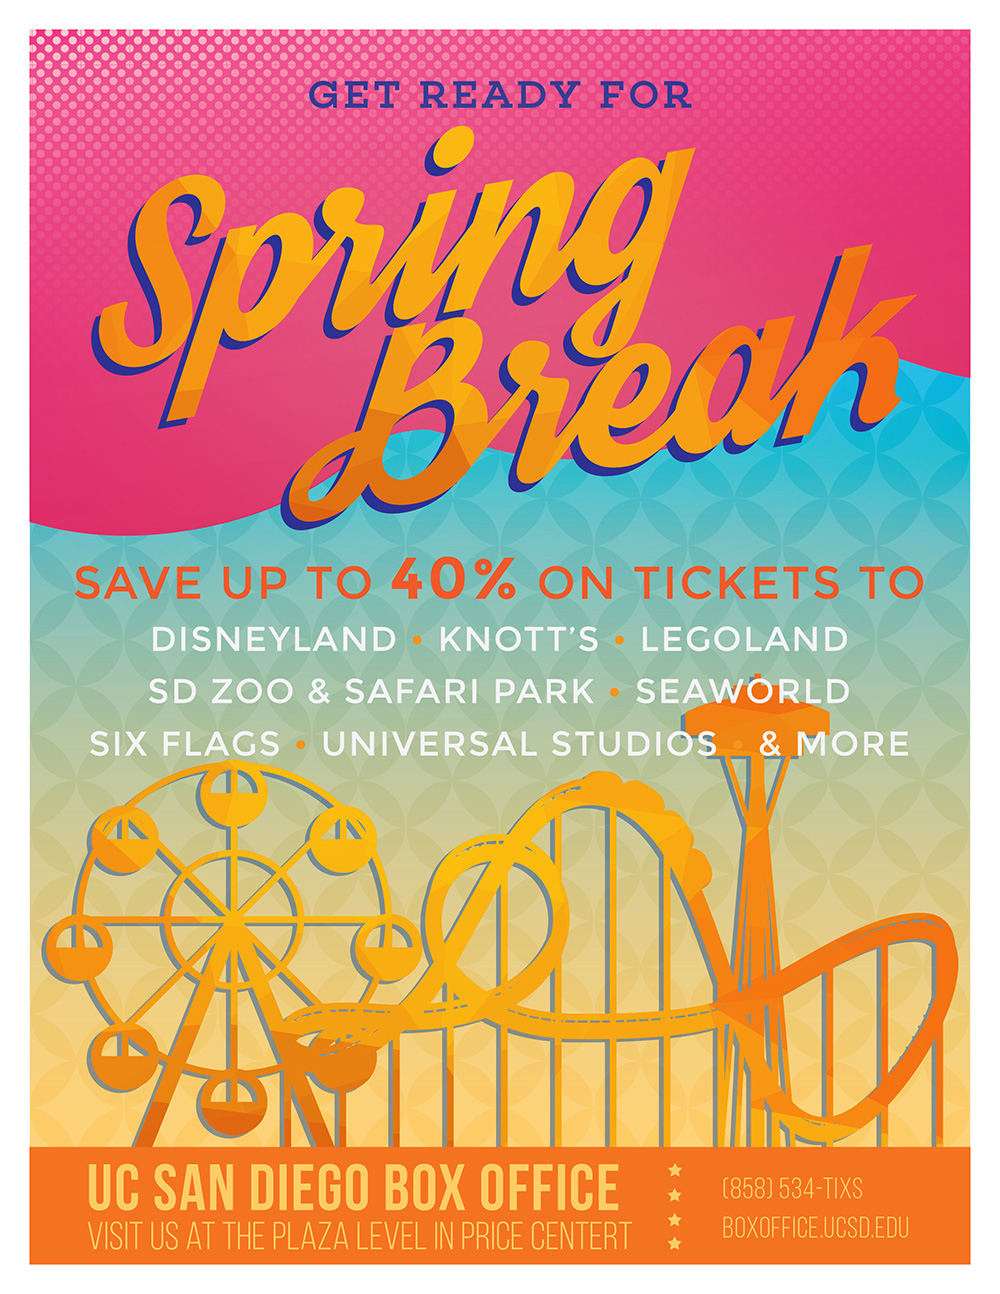 GET READY FOR
Spring
Break
SAVE UP TO 40% ON TICKETS TO
DISNEYLAND • KNOTT'S • LEGOLAND
SD ZOO & SAFARI PARK • SEAWORLD
SIX FLAGS • UNIVERSAL STUDIOS & MORE
UC SAN DIEGO BOX OFFICE
VISIT US AT THE PLAZA LEVEL IN PRICE CENTERT
(858) 534-TIXS
BOXOFFICE.UCSD.EDU